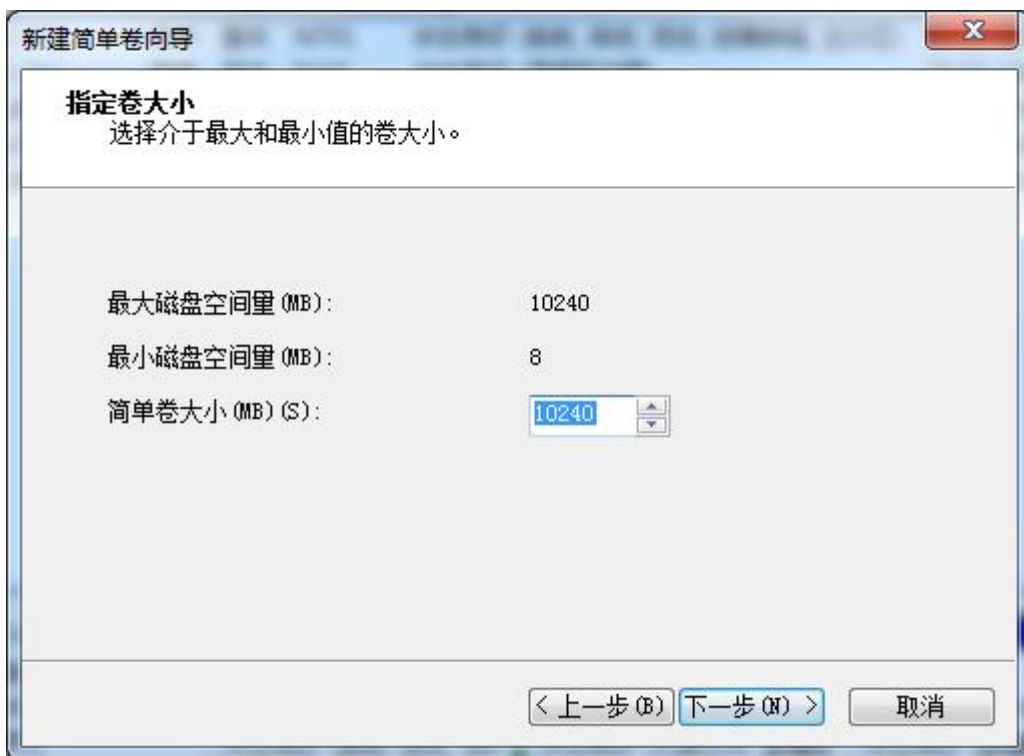 新建简单卷向导
指定卷大小
选择介于最大和最小值的卷大小。
最大磁盘空间量(MB): 10240
最小磁盘空间量(MB): 8
简单卷大小(MB)(S): 10240
< 上一步(B) 下一步(N) > 取消